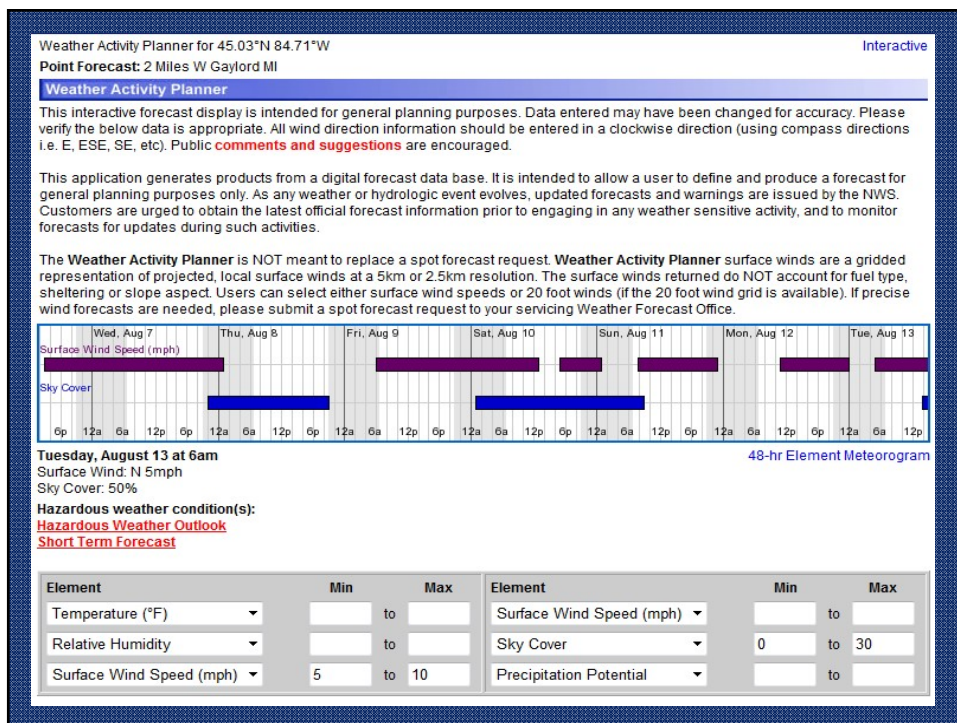 Weather Activity Planner for 45.03°N 84.71°W Interactive
Point Forecast: 2 Miles W Gaylord MI
Weather Activity Planner
This interactive forecast display is intended for general planning purposes. Data entered may have been changed for accuracy. Please
verify the below data is appropriate. All wind direction information should be entered in a clockwise direction (using compass directions
i.e. E, ESE, SE, etc). Public comments and suggestions are encouraged.
This application generates products from a digital forecast data base. It is intended to allow a user to define and produce a forecast for
general planning purposes only. As any weather or hydrologic event evolves, updated forecasts and warnings are issued by the NWS.
Customers are urged to obtain the latest official forecast information prior to engaging in any weather sensitive activity, and to monitor
forecasts for updates during such activities.
The Weather Activity Planner is NOT meant to replace a spot forecast request. Weather Activity Planner surface winds are a gridded
representation of projected, local surface winds at a 5km or 2.5km resolution. The surface winds returned do NOT account for fuel type,
sheltering or slope aspect. Users can select either surface wind speeds or 20 foot winds (if the 20 foot wind grid is available). If precise
wind forecasts are needed, please submit a spot forecast request to your servicing Weather Forecast Office.
Wed, Aug 7 Thu, Aug 8 Fri, Aug 9 Sat, Aug 10 Sun, Aug 11 Mon, Aug 12 Tue, Aug 13
Surface Wind Speed (mph)
Sky Cover
6p 12a 6a 12p 6p 12a 6a 12p 6p 12a 6a 12p 6p 12a 6a 12p 6p 12a 6a 12p 6p 12a 6a 12p 6p 12a 6a 12p
Tuesday, August 13 at 6am 48-hr Element Meteorogram
Surface Wind: N 5mph
Sky Cover: 50%
Hazardous weather condition(s):
Hazardous Weather Outlook
Short Term Forecast
Element Min Max Element Min Max
Temperature (°F) to Surface Wind Speed (mph) to
Relative Humidity to Sky Cover 0 to 30
Surface Wind Speed (mph) 5 to 10 Precipitation Potential to